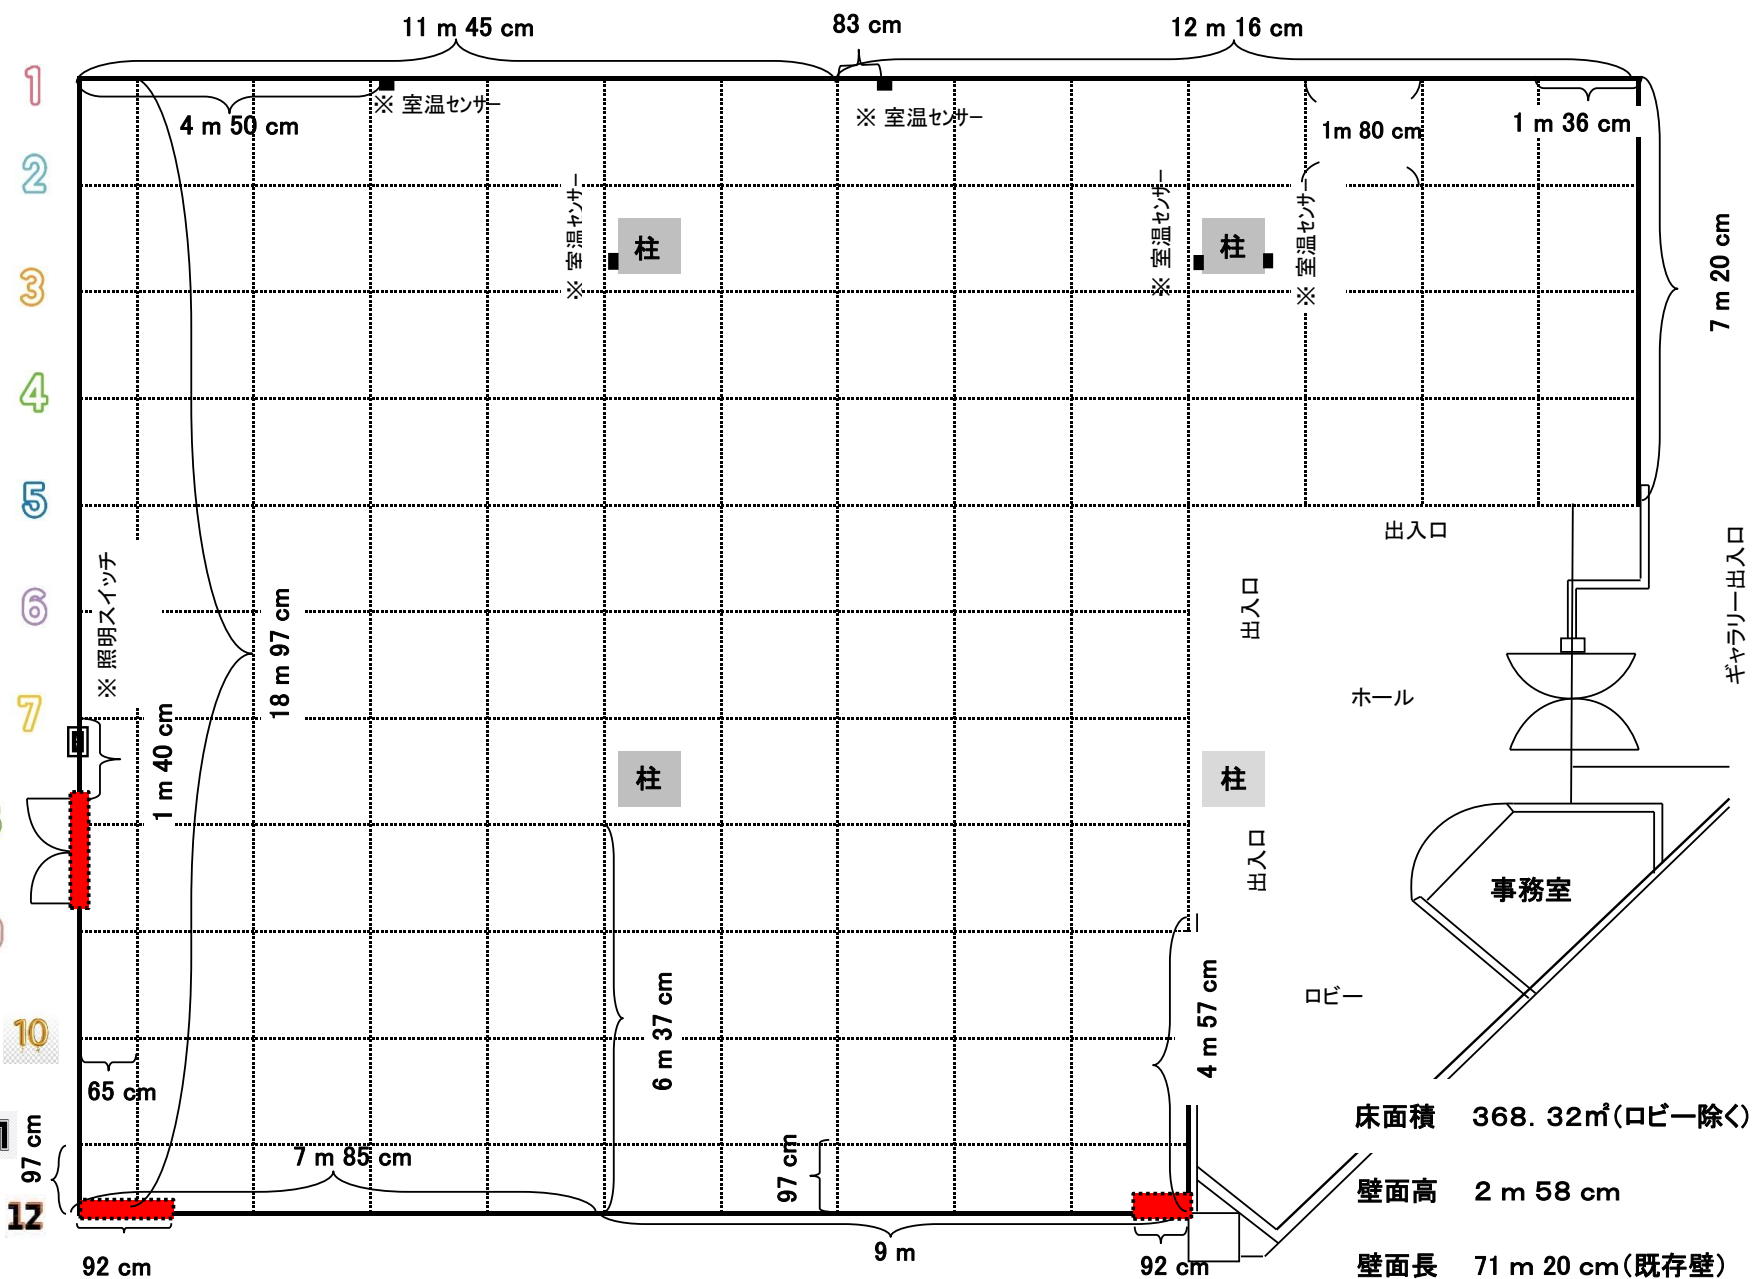 11 m 45 cm
83 cm
12 m 16 cm
1
※ 室温センサー
※ 室温センサー
4 m 50 cm
1m 80 cm
1 m 36 cm
2
※ 室温センサー
柱
※ 室温センサー
柱
※ 室温センサー
7 m 20 cm
3
4
5
出入口
※ 照明スイッチ
6
18 m 97 cm
出入口
ギャラリー出入口
ホール
7
1 m 40 cm
柱
柱
出入口
事務室
6 m 37 cm
4 m 57 cm
ロビー
10
65 cm
97 cm
7 m 85 cm
97 cm
床面積 368. 32㎡(ロビー除く)
壁面高 2 m 58 cm
12
92 cm
9 m
92 cm
壁面長 71 m 20 cm(既存壁)